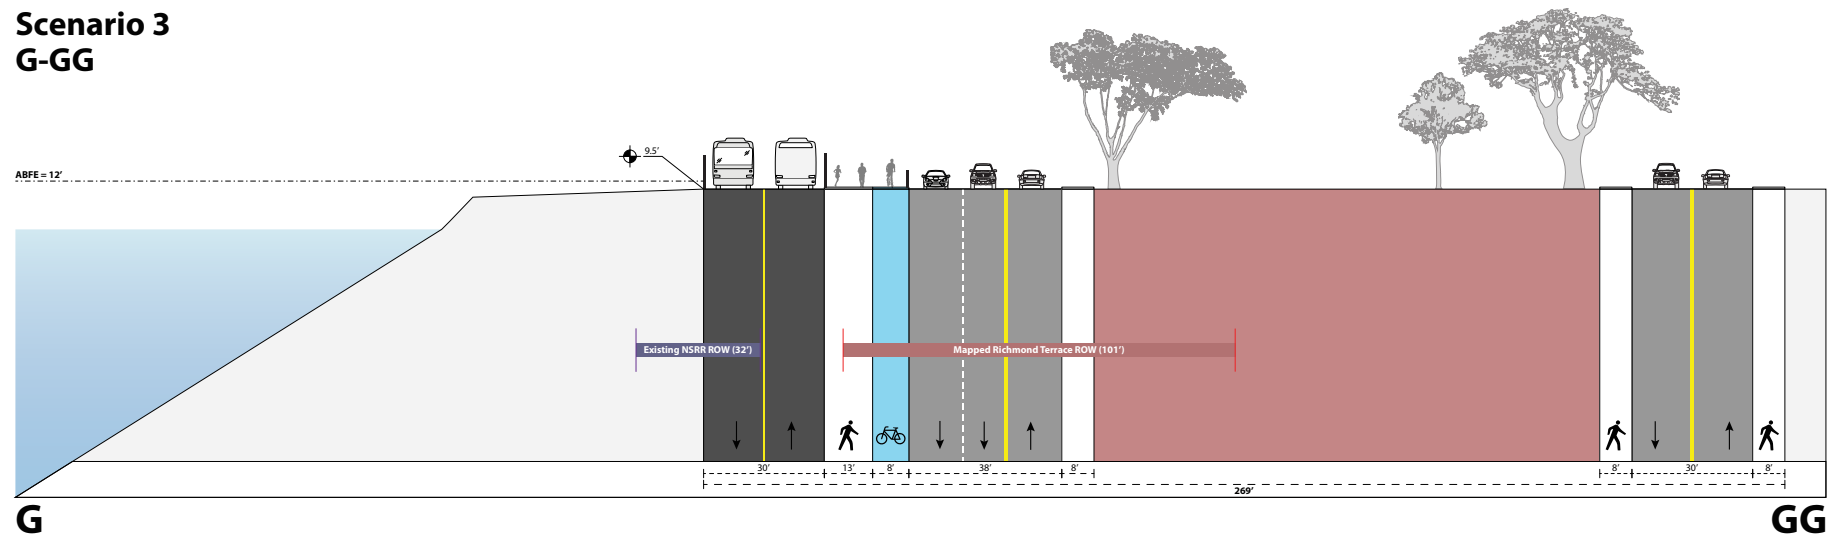 Scenario 3
G-GG
9.5'
ABFE = 12'
Existing NSRR ROW (32')
Mapped Richmond Terrace ROW (101')
30' 13' 8' 38' 8' 8' 30' 8'
269'
G GG